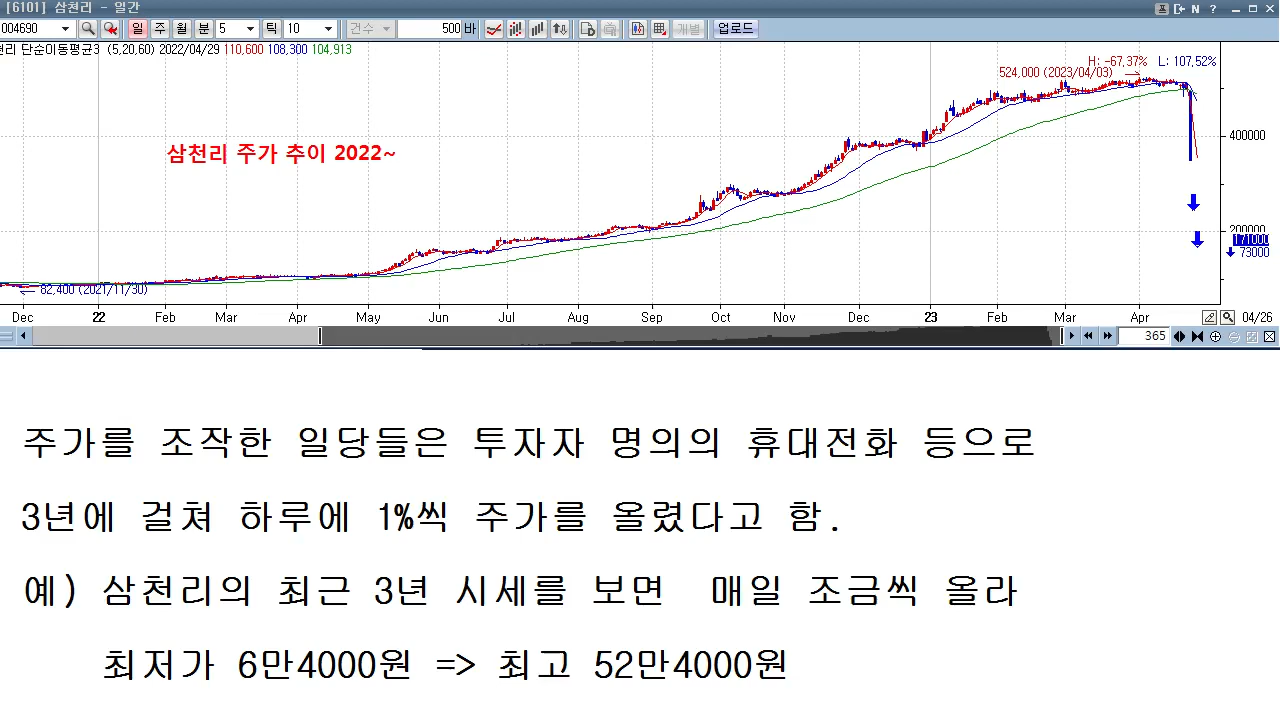 [6101] 삼천리 - 일간
N ?
004690 일 주 월 분 5 틱 10 건수 500 바 개별 업로드
리 단순이동평균3 (5,20,60) 2022/04/29 110,600 108,300 104,913
H: -67,37% L: 107,52%
524,000 (2023/04/03)
400000
삼천리 주가 추이 2022~
200000
171000
73000
82,400 (2021/11/30)
Dec 22 Feb Mar Apr May Jun Jul Aug Sep Oct Nov Dec 23 Feb Mar Apr 04/26
365
주가를 조작한 일당들은 투자자 명의의 휴대전화 등으로
3년에 걸쳐 하루에 1%씩 주가를 올렸다고 함.
예) 삼천리의 최근 3년 시세를 보면 매일 조금씩 올라
최저가 6만4000원 => 최고 52만4000원